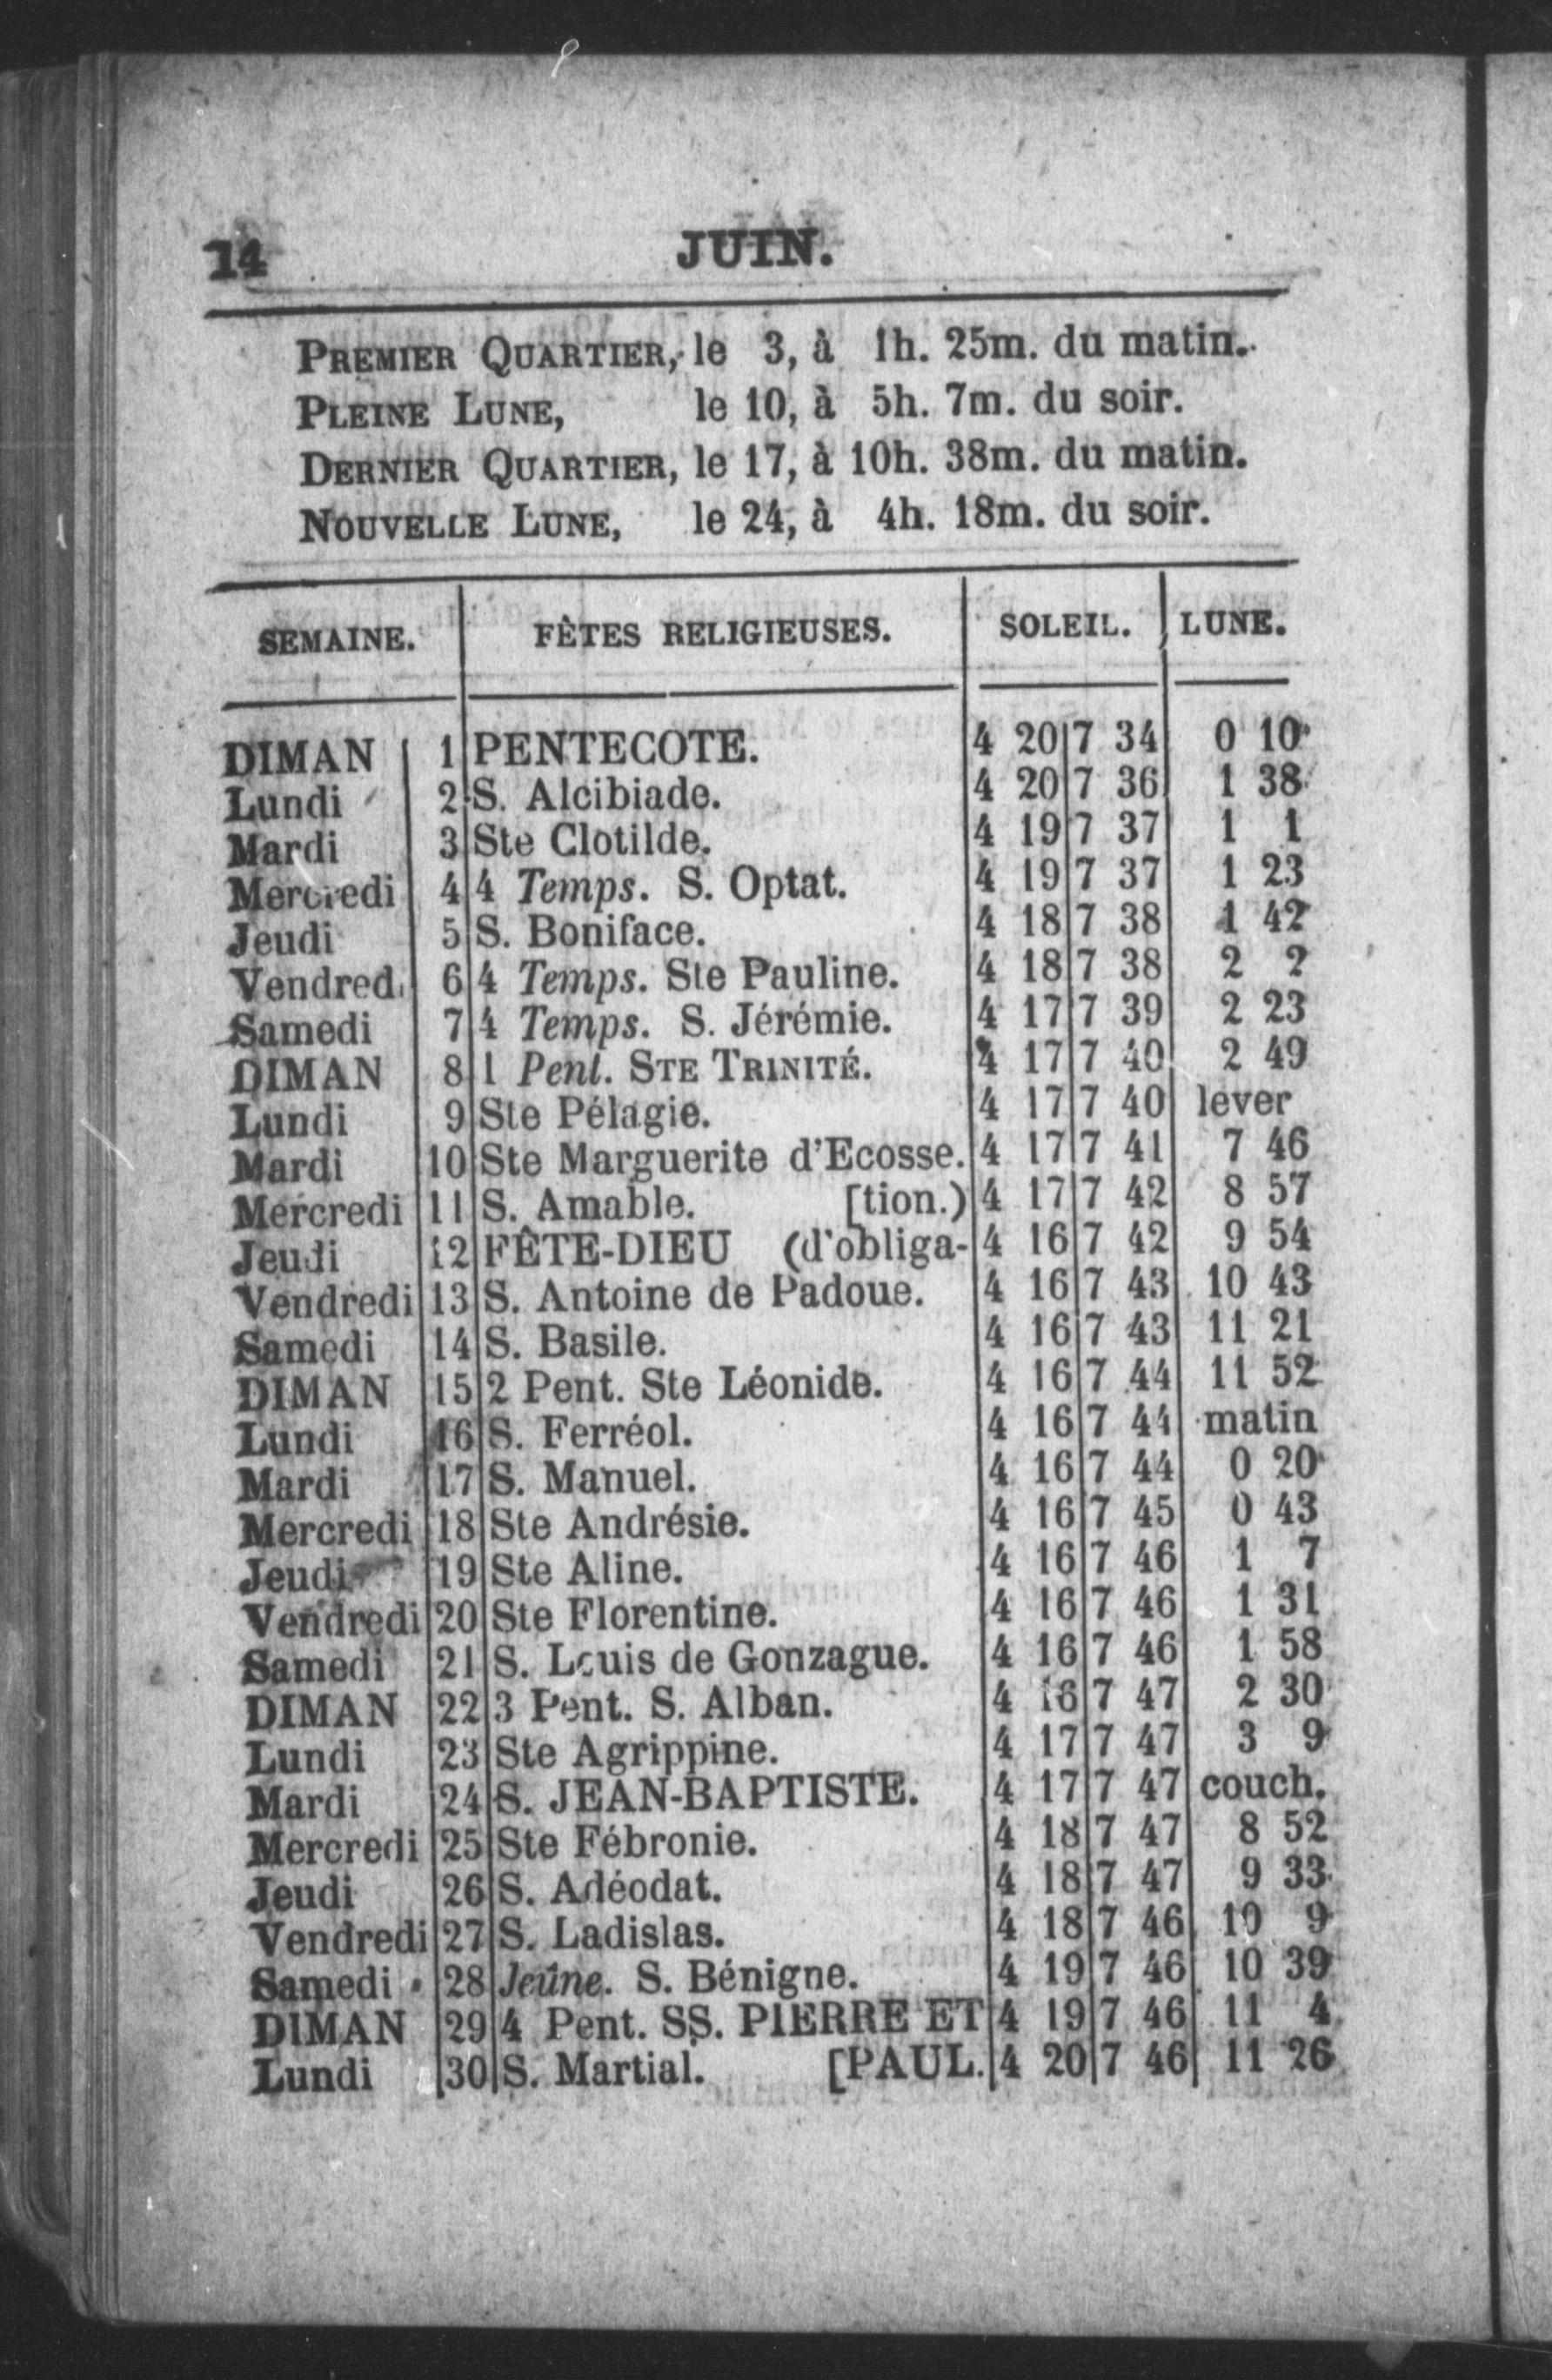 14 JUIN.
PREMIER QUARTIER, le 3, à 1h. 25m. du matin.
PLEINE LUNE, le 10, à 5h. 7m. du soir.
DERNIER QUARTIER, le 17, à 10h. 38m. du matin.
NOUVELLE LUNE, le 24, à 4h. 18m. du soir.
SEMAINE. FÊTES RELIGIEUSES. SOLEIL. LUNE.
DIMAN 1 PENTECOTE. 4 20 7 34 0 10
Lundi 2 S. Alcibiade. 4 20 7 36 1 38
Mardi 3 Ste Clotilde. 4 19 7 37 1 1
Mercredi 4 4 Temps. S. Optat. 4 19 7 37 1 23
Jeudi 5 S. Boniface. 4 18 7 38 1 42
Vendred. 6 4 Temps. Ste Pauline. 4 18 7 38 2 2
Samedi 7 4 Temps. S. Jérémie. 4 17 7 39 2 23
DIMAN 8 1 Pent. STE TRINITÉ. 4 17 7 40 2 49
Lundi 9 Ste Pélagie. 4 17 7 40 lever
Mardi 10 Ste Marguerite d'Ecosse. 4 17 7 41 7 46
Mercredi 11 S. Amable. [tion.) 4 17 7 42 8 57
Jeudi 12 FÊTE-DIEU (d'obliga- 4 16 7 42 9 54
Vendredi 13 S. Antoine de Padoue. 4 16 7 43 10 43
Samedi 14 S. Basile. 4 16 7 43 11 21
DIMAN 15 2 Pent. Ste Léonide. 4 16 7 44 11 52
Lundi 16 S. Ferréol. 4 16 7 44 matin
Mardi 17 S. Manuel. 4 16 7 44 0 20
Mercredi 18 Ste Andrésie. 4 16 7 45 0 43
Jeudi 19 Ste Aline. 4 16 7 46 1 7
Vendredi 20 Ste Florentine. 4 16 7 46 1 31
Samedi 21 S. Louis de Gonzague. 4 16 7 46 1 58
DIMAN 22 3 Pent. S. Alban. 4 16 7 47 2 30
Lundi 23 Ste Agrippine. 4 17 7 47 3 9
Mardi 24 S. JEAN-BAPTISTE. 4 17 7 47 couch.
Mercredi 25 Ste Fébronie. 4 18 7 47 8 52
Jeudi 26 S. Adéodat. 4 18 7 47 9 33
Vendredi 27 S. Ladislas. 4 18 7 46 10 9
Samedi 28 Jeûne. S. Bénigne. 4 19 7 46 10 39
DIMAN 29 4 Pent. SS. PIERRE ET 4 19 7 46 11 4
Lundi 30 S. Martial. [PAUL. 4 20 7 46 11 26